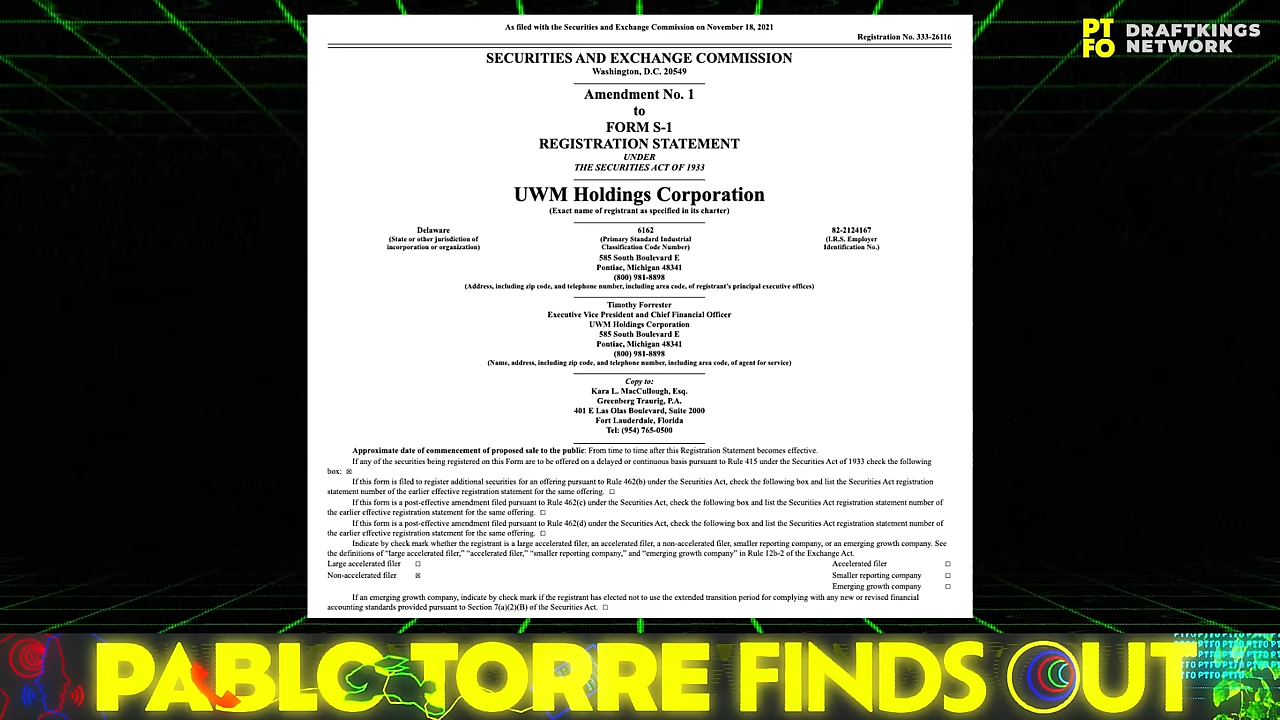 As filed with the Securities and Exchange Commission on November 18, 2021
Registration No. 333-26116
PT
FO
DRAFTKINGS
NETWORK
SECURITIES AND EXCHANGE COMMISSION
Washington, D.C. 20549
Amendment No. 1
to
FORM S-1
REGISTRATION STATEMENT
UNDER
THE SECURITIES ACT OF 1933
UWM Holdings Corporation
(Exact name of registrant as specified in its charter)
Delaware 6162 82-2124167
(State or other jurisdiction of (Primary Standard Industrial (I.R.S. Employer
incorporation or organization) Classification Code Number) Identification No.)
585 South Boulevard E
Pontiac, Michigan 48341
(800) 981-8898
(Address, including zip code, and telephone number, including area code, of registrant's principal executive offices)
Timothy Forrester
Executive Vice President and Chief Financial Officer
UWM Holdings Corporation
585 South Boulevard E
Pontiac, Michigan 48341
(800) 981-8898
(Name, address, including zip code, and telephone number, including area code, of agent for service)
Copy to:
Kara L. MacCullough, Esq.
Greenberg Traurig, P.A.
401 E Las Olas Boulevard, Suite 2000
Fort Lauderdale, Florida
Tel: (954) 765-0500
Approximate date of commencement of proposed sale to the public: From time to time after this Registration Statement becomes effective.
If any of the securities being registered on this Form are to be offered on a delayed or continuous basis pursuant to Rule 415 under the Securities Act of 1933 check the following
box: ☒
If this form is filed to register additional securities for an offering pursuant to Rule 462(b) under the Securities Act, check the following box and list the Securities Act registration
statement number of the earlier effective registration statement for the same offering. ☐
If this form is a post-effective amendment filed pursuant to Rule 462(c) under the Securities Act, check the following box and list the Securities Act registration statement number of
the earlier effective registration statement for the same offering. ☐
If this form is a post-effective amendment filed pursuant to Rule 462(d) under the Securities Act, check the following box and list the Securities Act registration statement number of
the earlier effective registration statement for the same offering. ☐
Indicate by check mark whether the registrant is a large accelerated filer, an accelerated filer, a non-accelerated filer, smaller reporting company, or an emerging growth company. See
the definitions of “large accelerated filer,” “accelerated filer,” “smaller reporting company,” and “emerging growth company” in Rule 12b-2 of the Exchange Act.
Large accelerated filer ☐ Accelerated filer ☐
Non-accelerated filer ☒ Smaller reporting company ☐
Emerging growth company ☐
If an emerging growth company, indicate by check mark if the registrant has elected not to use the extended transition period for complying with any new or revised financial
accounting standards provided pursuant to Section 7(a)(2)(B) of the Securities Act. ☐
PABLO TORRE FINDS OUT